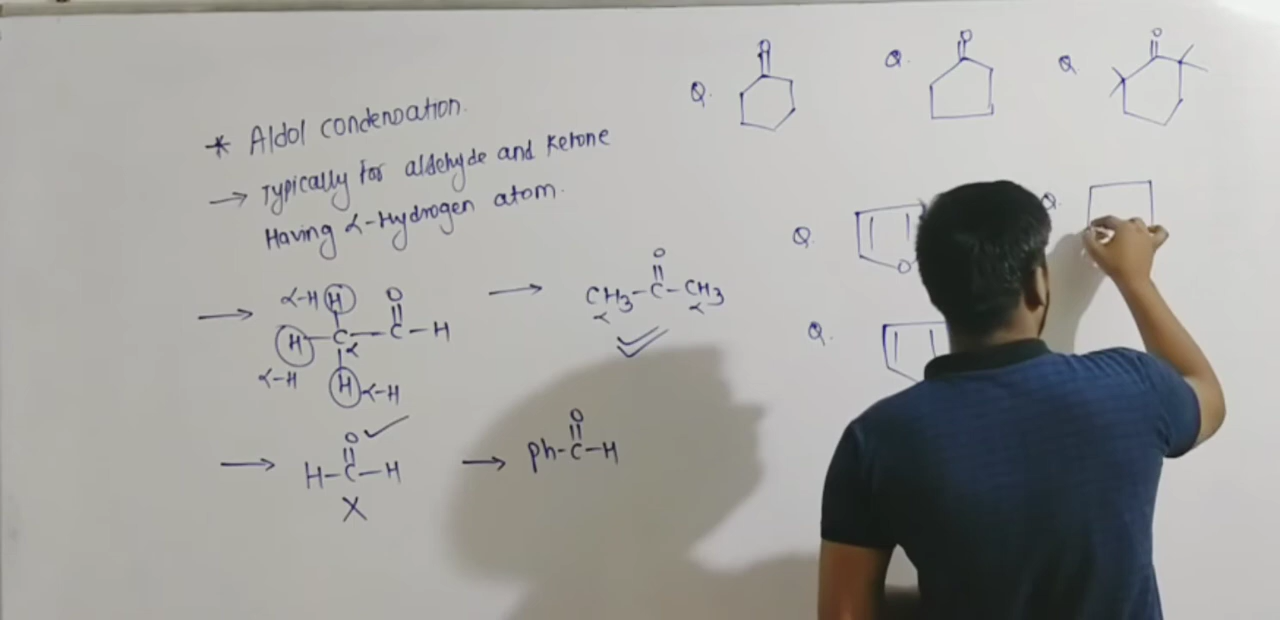 * Aldol condensation.
→ Typically for aldehyde and ketone
Having α-Hydrogen atom.
→ α-H H O
H-C-C-H
α
α-H H α-H
→ O
CH3-C-CH3
α α
→ O ✓
H-C-H
X
→ O
Ph-C-H
Q. O
Q. O
Q O
Q. O
Q.
Q.